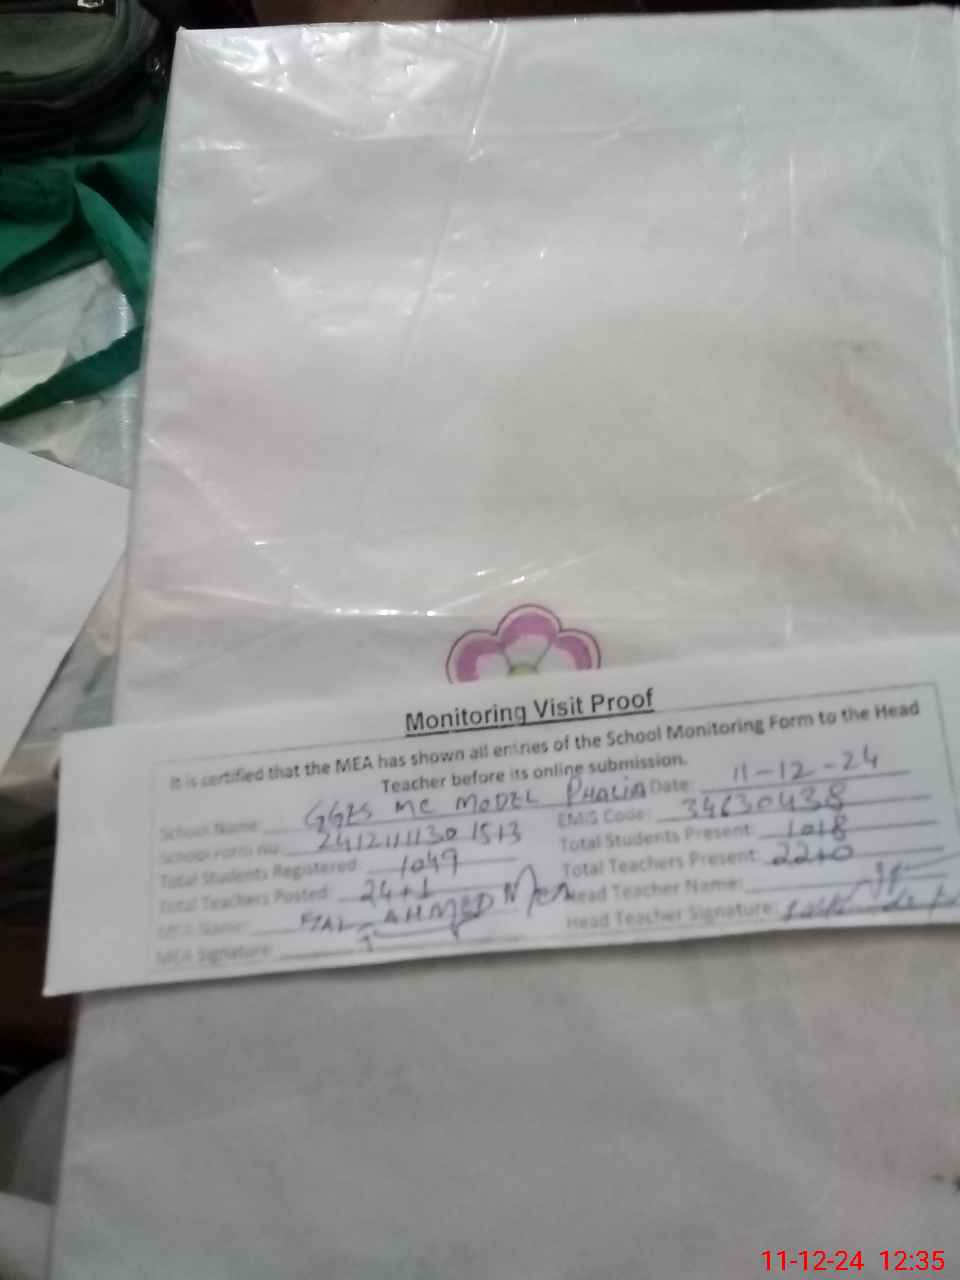 Monitoring Visit Proof
It is certified that the MEA has shown all entries of the School Monitoring Form to the Head
Teacher before its online submission.
School Name: GGES MC MODEL PHALIA Date: 11-12-24
School Form No: 2412111130 1513 EMIS Code: 34630438
Total Students Registered: 1049 Total Students Present: 1018
Total Teachers Posted: 24+1 Total Teachers Present: 22+0
MEA Name: AHMED Head Teacher Name:
MEA Signature: Head Teacher Signature:
11-12-24 12:35